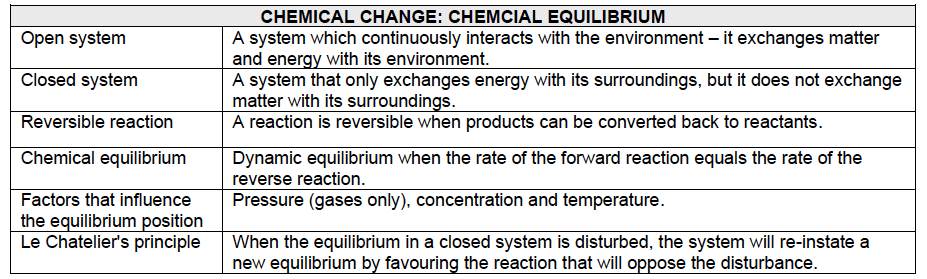 CHEMICAL CHANGE: CHEMCIAL EQUILIBRIUM
Open system
A system which continuously interacts with the environment – it exchanges matter
and energy with its environment.
Closed system
A system that only exchanges energy with its surroundings, but it does not exchange
matter with its surroundings.
Reversible reaction
A reaction is reversible when products can be converted back to reactants.
Chemical equilibrium
Dynamic equilibrium when the rate of the forward reaction equals the rate of the
reverse reaction.
Factors that influence
the equilibrium position
Pressure (gases only), concentration and temperature.
Le Chatelier's principle
When the equilibrium in a closed system is disturbed, the system will re-instate a
new equilibrium by favouring the reaction that will oppose the disturbance.